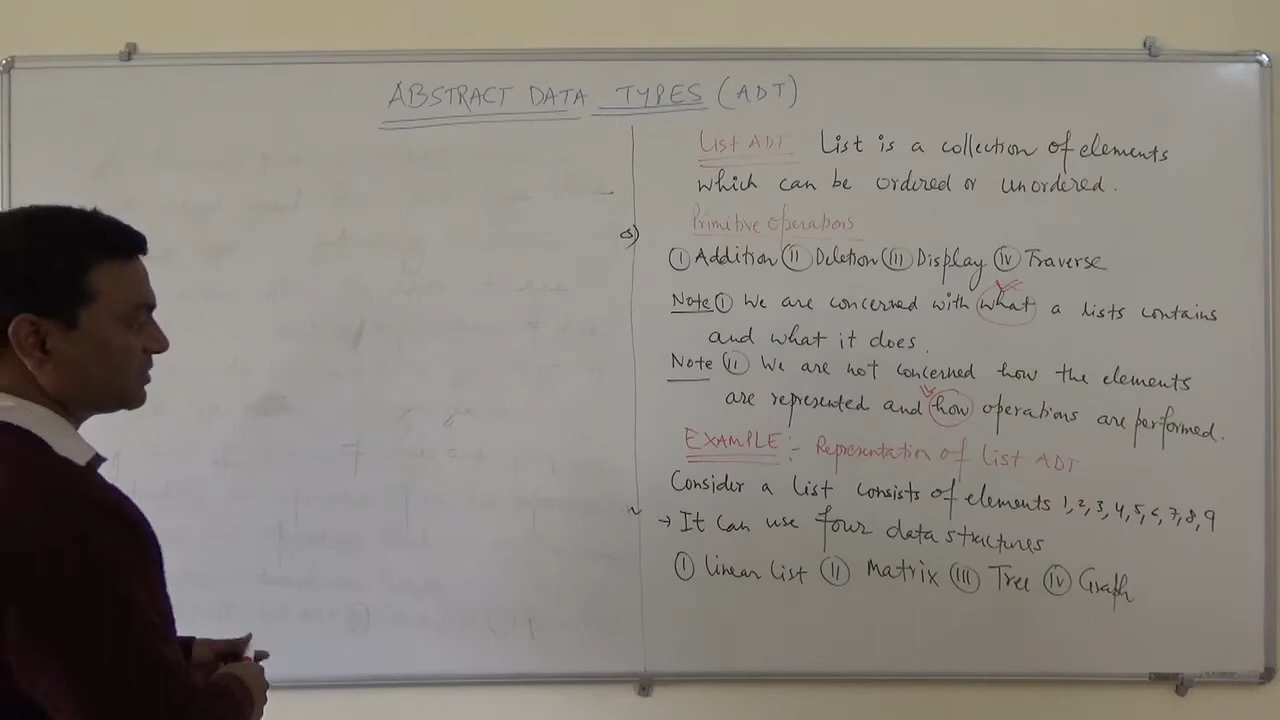 ABSTRACT DATA TYPES (ADT)
List ADT List is a collection of elements
which can be ordered or unordered.
Primitive operations
s)
(I) Addition (II) Deletion (III) Display (IV) Traverse
Note (I) We are concerned with what a lists contains
and what it does.
Note (II) We are not concerned how the elements
are represented and how operations are performed.
EXAMPLE:- Representation of List ADT
Consider a list consists of elements 1,2,3,4,5,6,7,8,9
→ It can use four data structures
(I) linear list (II) Matrix (III) Tree (IV) Graph